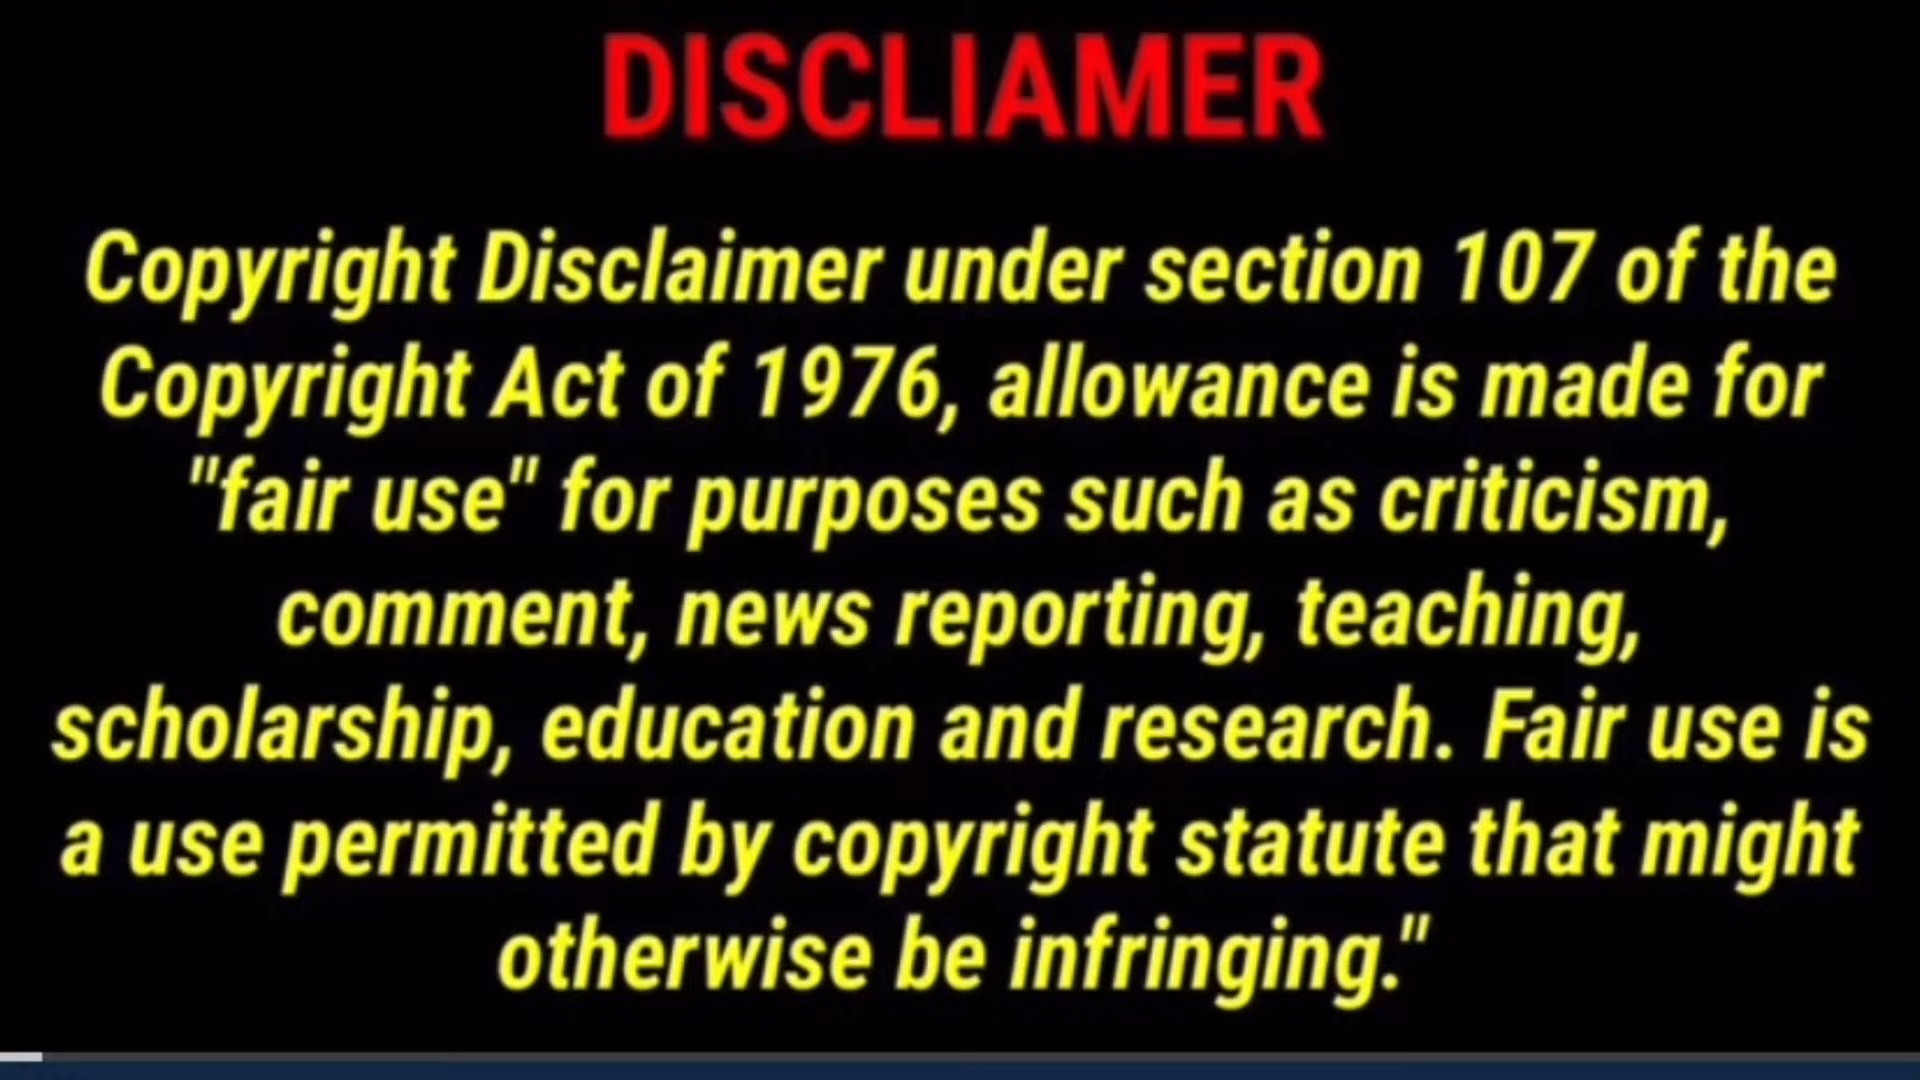 DISCLIAMER
Copyright Disclaimer under section 107 of the
Copyright Act of 1976, allowance is made for
"fair use" for purposes such as criticism,
comment, news reporting, teaching,
scholarship, education and research. Fair use is
a use permitted by copyright statute that might
otherwise be infringing."